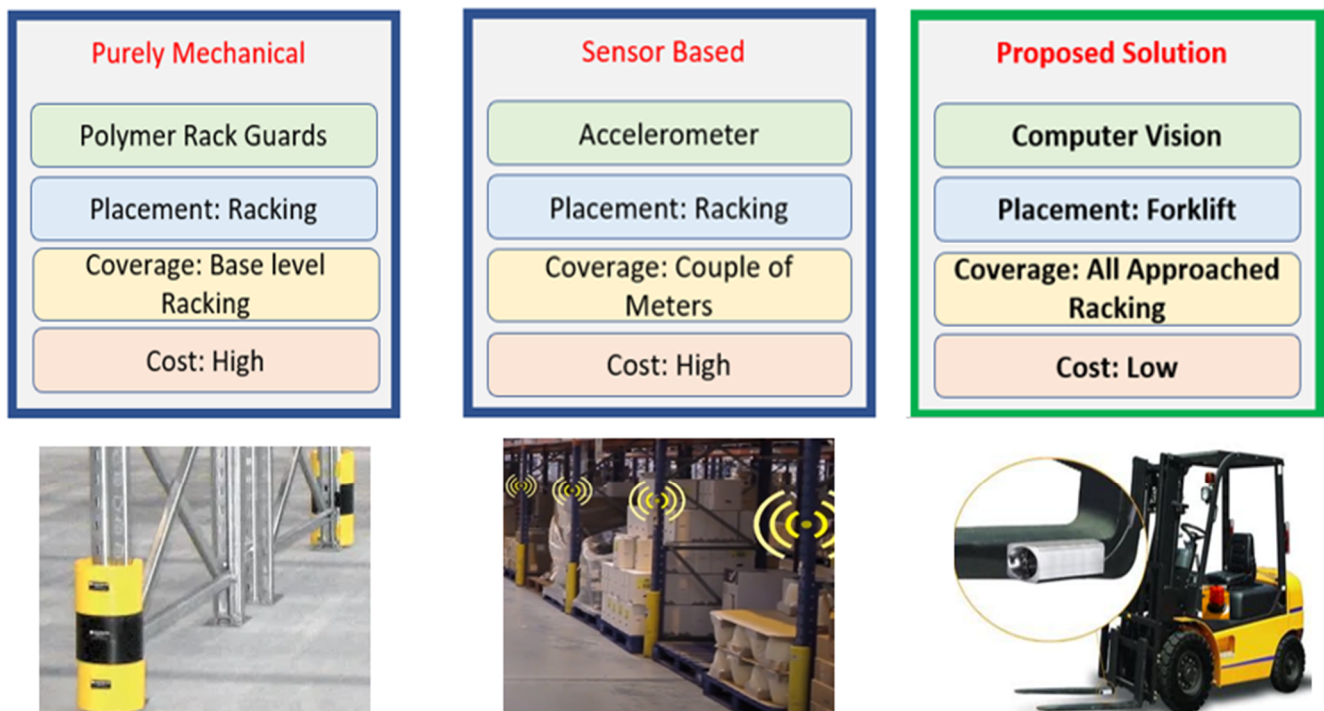 Purely Mechanical
Polymer Rack Guards
Placement: Racking
Coverage: Base level
Racking
Cost: High
Sensor Based
Accelerometer
Placement: Racking
Coverage: Couple of
Meters
Cost: High
Proposed Solution
Computer Vision
Placement: Forklift
Coverage: All Approached
Racking
Cost: Low